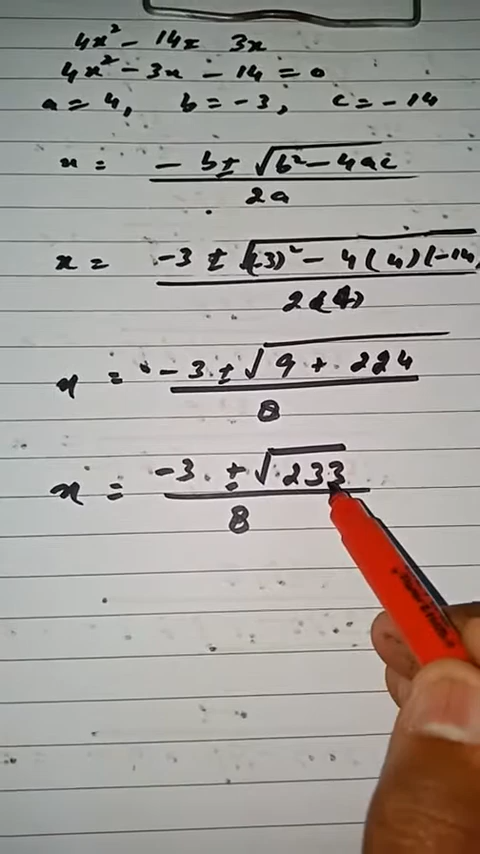 4x² - 14 = 3x
4x² - 3x - 14 = 0
a = 4, b = -3, c = -14
x = (- b ± √(b² - 4ac)) / 2a
x = (-3 ± √((-3)² - 4(4)(-14))) / 2(4)
x = (-3 ± √(9 + 224)) / 8
x = (-3 ± √233) / 8